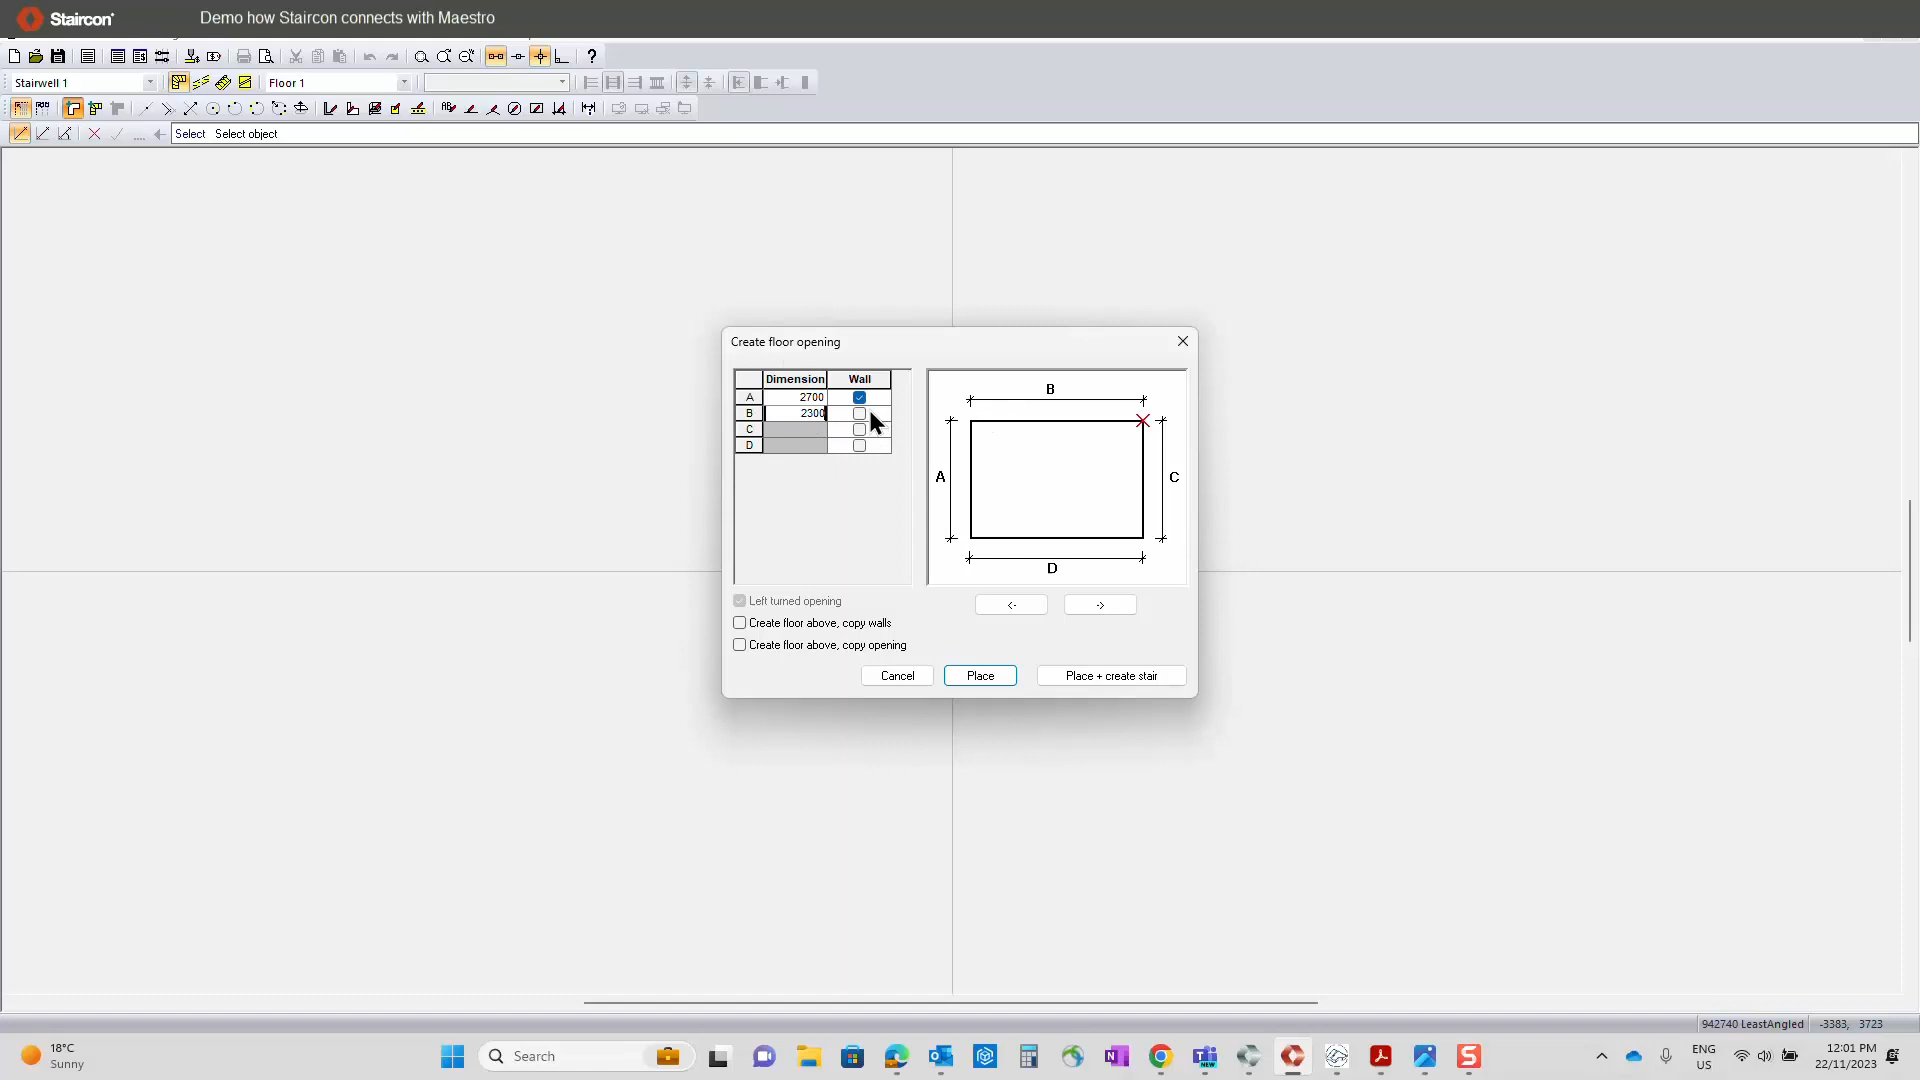 Staircon
Demo how Staircon connects with Maestro
Stairwell 1
Floor 1
Select Select object
Create floor opening
Dimension Wall
A 2700
B 2300
C
D
B
A
C
D
Left turned opening
<-
->
Create floor above, copy walls
Create floor above, copy opening
Cancel
Place
Place + create stair
942740 LeastAngled -3383, 3723
18°C
Sunny
Search
NEW
ENG
US
12:01 PM
22/11/2023